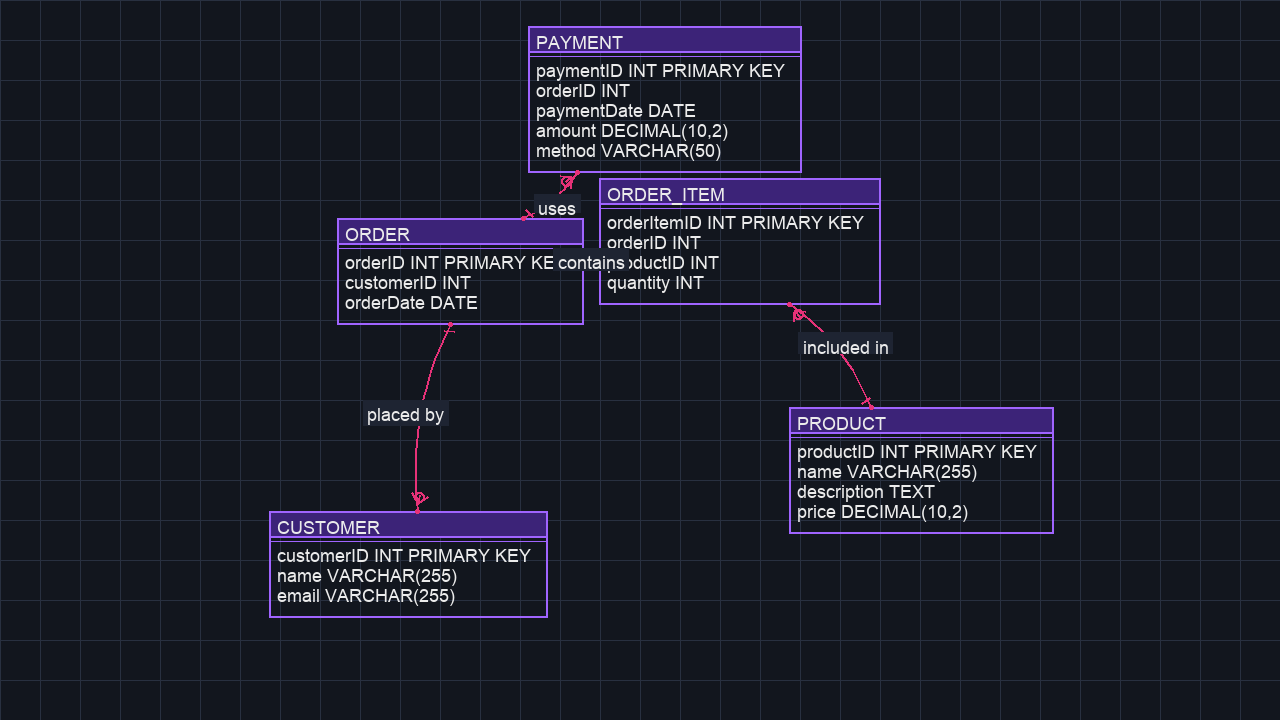 PAYMENT
paymentID INT PRIMARY KEY
orderID INT
paymentDate DATE
amount DECIMAL(10,2)
method VARCHAR(50)
uses
ORDER_ITEM
orderItemID INT PRIMARY KEY
orderID INT
INT
quantity INT
ORDER
orderID INT PRIMARY
customerID INT
orderDate DATE
contains
included in
placed by
PRODUCT
productID INT PRIMARY KEY
name VARCHAR(255)
description TEXT
price DECIMAL(10,2)
CUSTOMER
customerID INT PRIMARY KEY
name VARCHAR(255)
email VARCHAR(255)